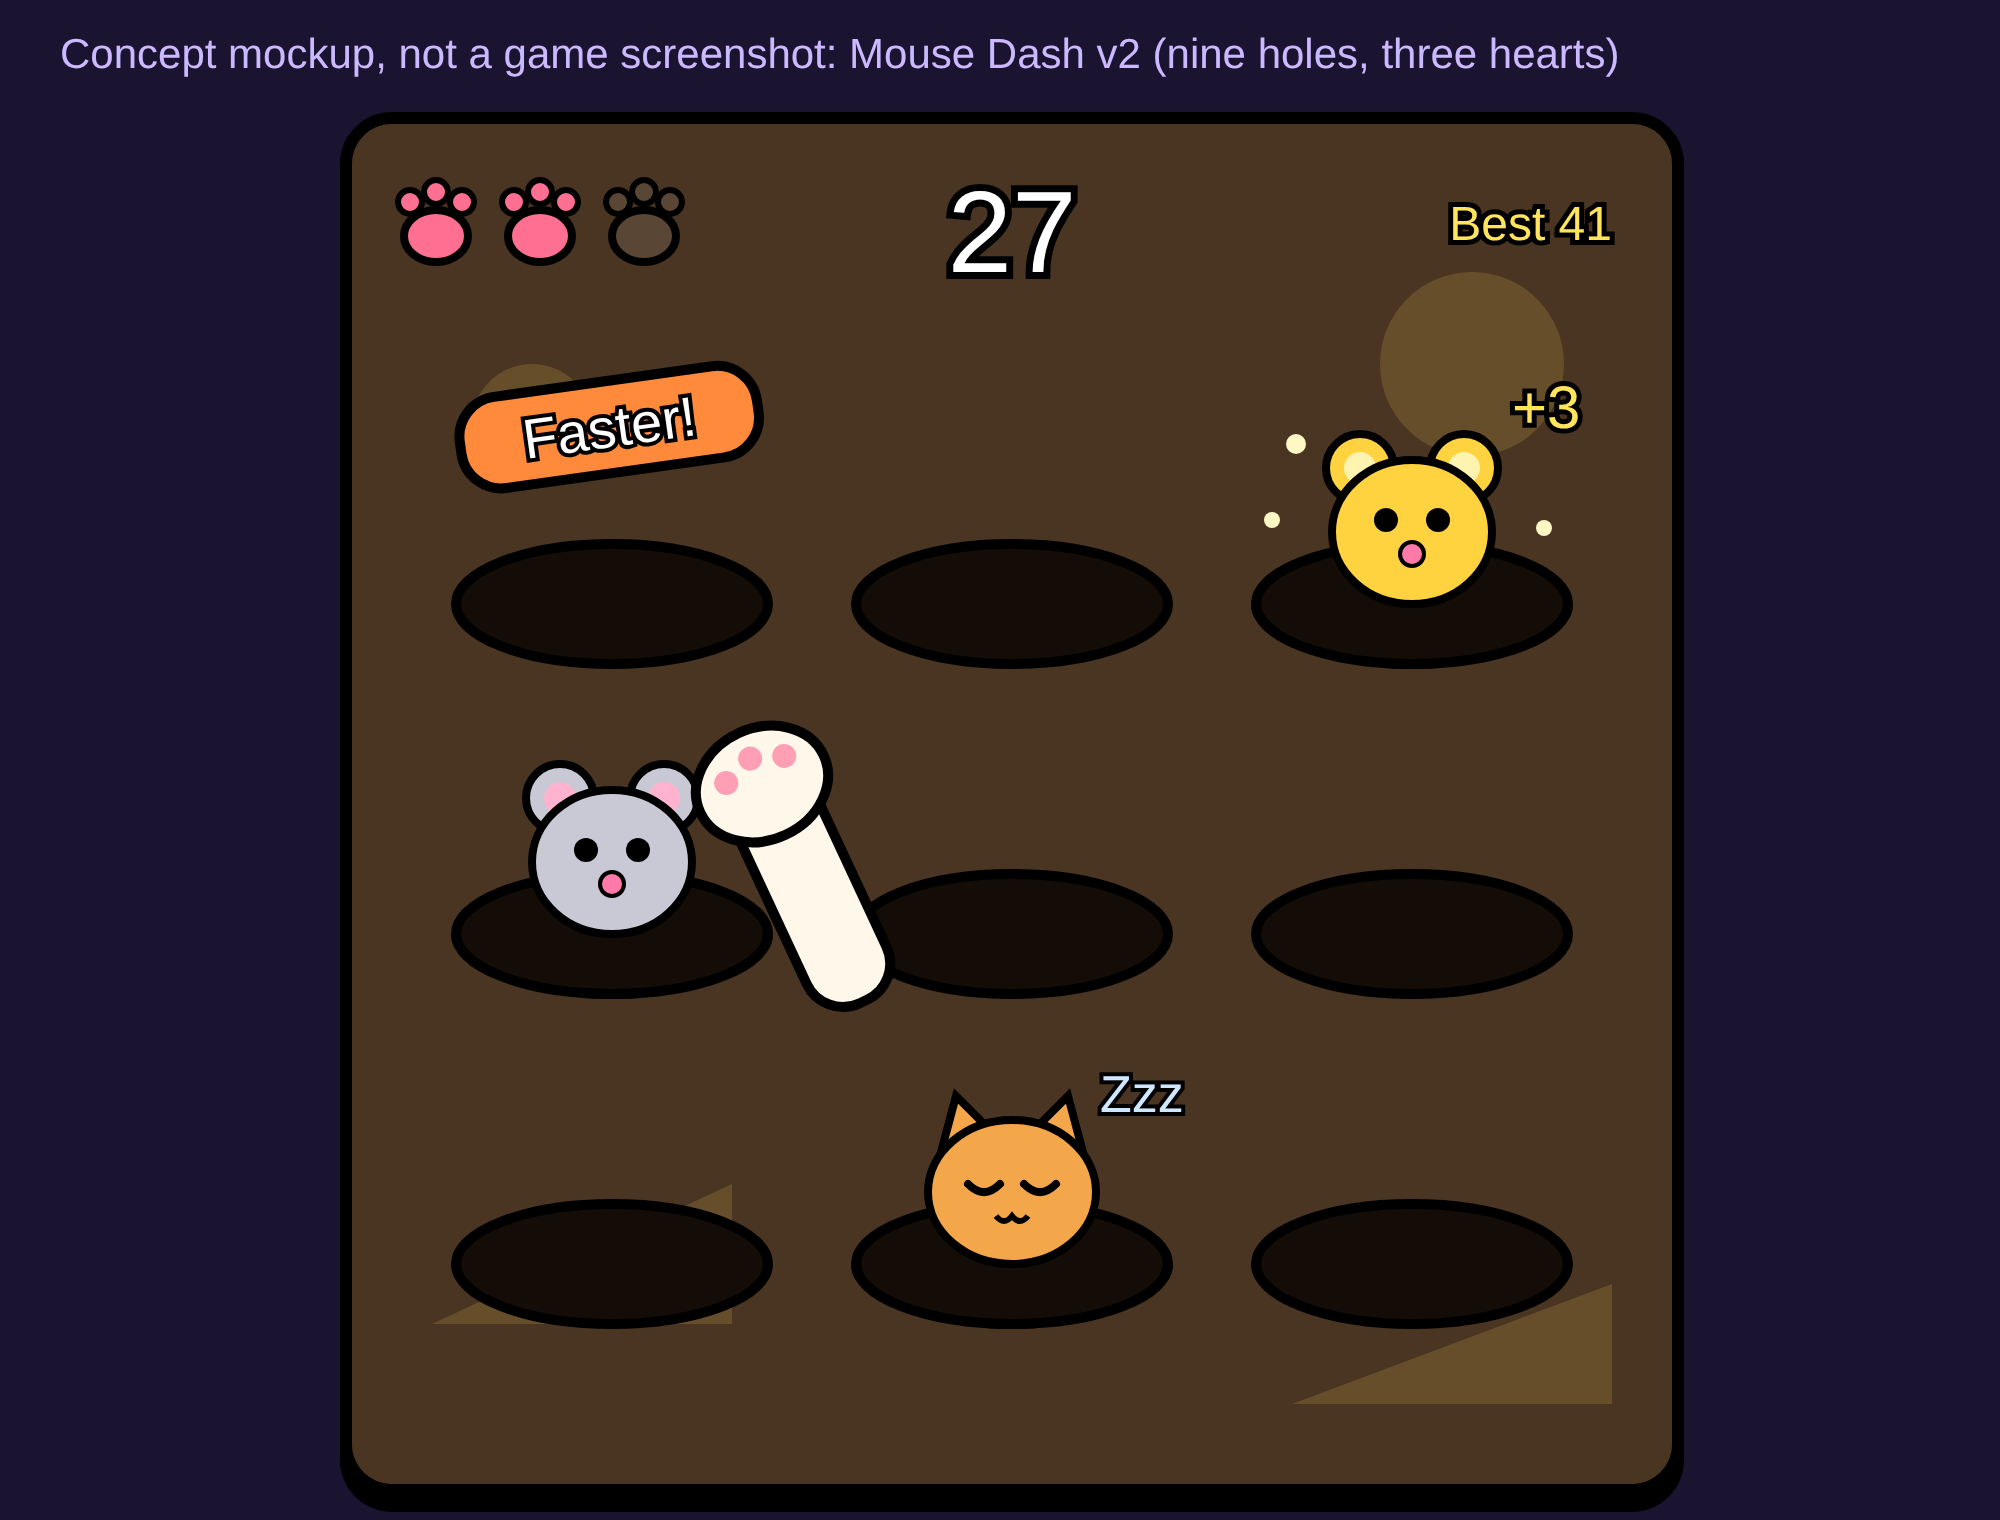 Concept mockup, not a game screenshot: Mouse Dash v2 (nine holes, three hearts)
27
Best 41
+3
Faster!
Zzz